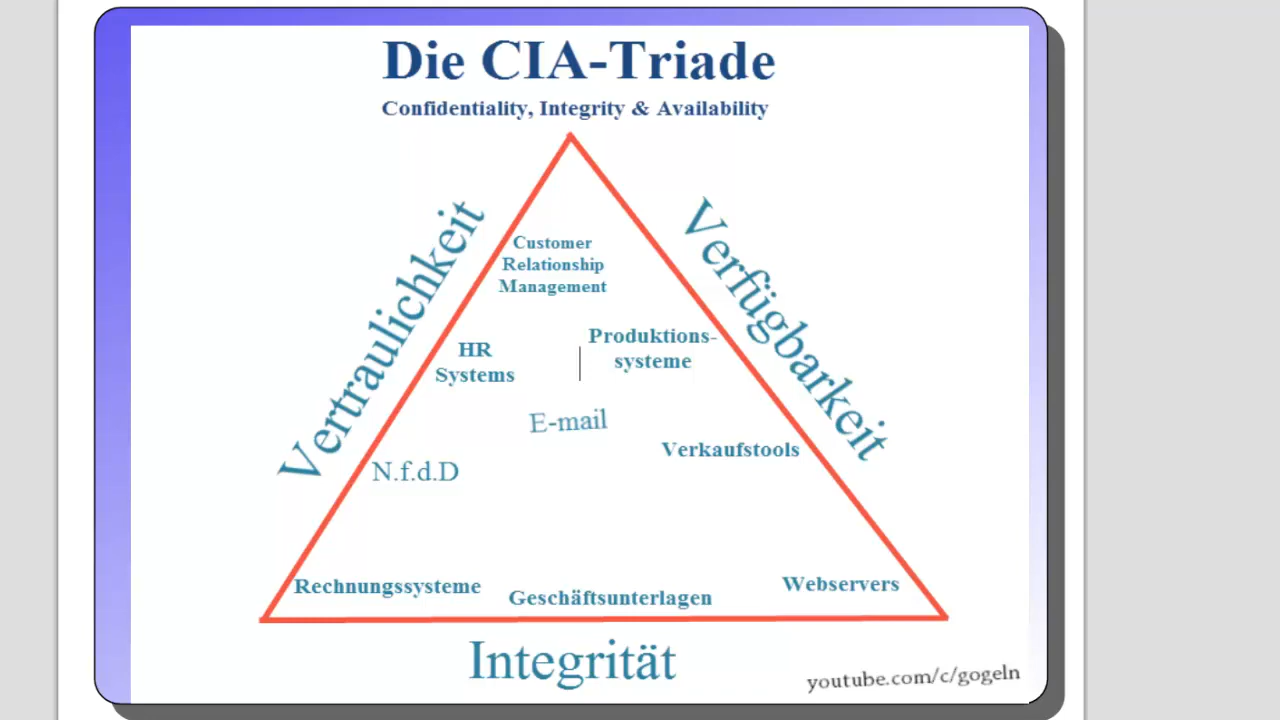 Die CIA-Triade
Confidentiality, Integrity & Availability
Vertraulichkeit
Verfügbarkeit
Customer
Relationship
Management
HR
Systems
Produktions-
systeme
E-mail
Verkaufstools
N.f.d.D
Rechnungssysteme
Geschäftsunterlagen
Webservers
Integrität
youtube.com/c/gogeln